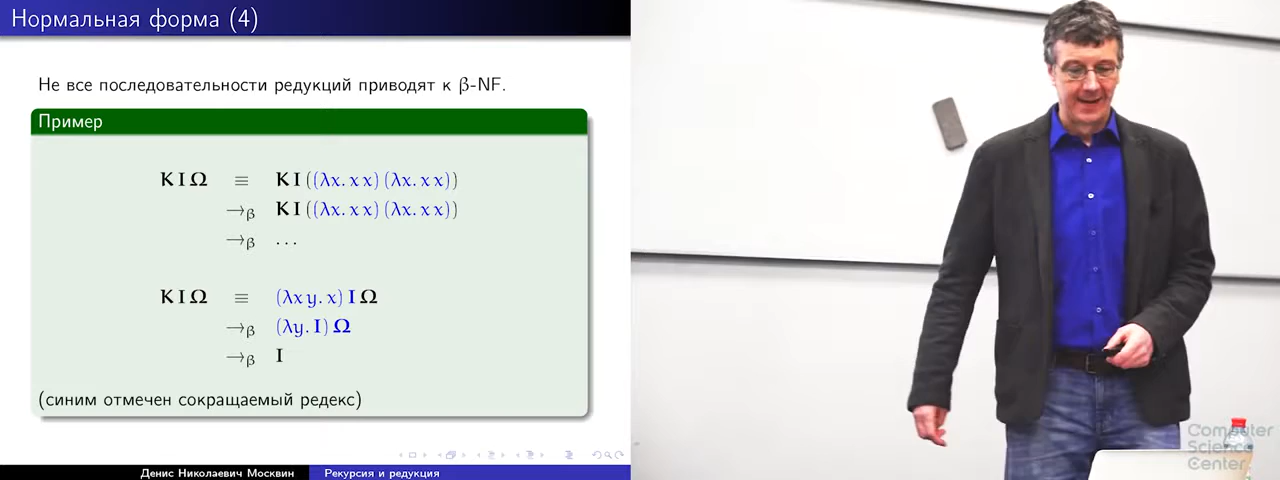 Нормальная форма (4)
Не все последовательности редукций приводят к β-NF.
Пример
K I Ω ≡ K I ((λx. x x) (λx. x x))
→β K I ((λx. x x) (λx. x x))
→β ...
K I Ω ≡ (λx y. x) I Ω
→β (λy. I) Ω
→β I
(синим отмечен сокращаемый редекс)
Денис Николаевич Москвин Рекурсия и редукция
Computer
Science
Center